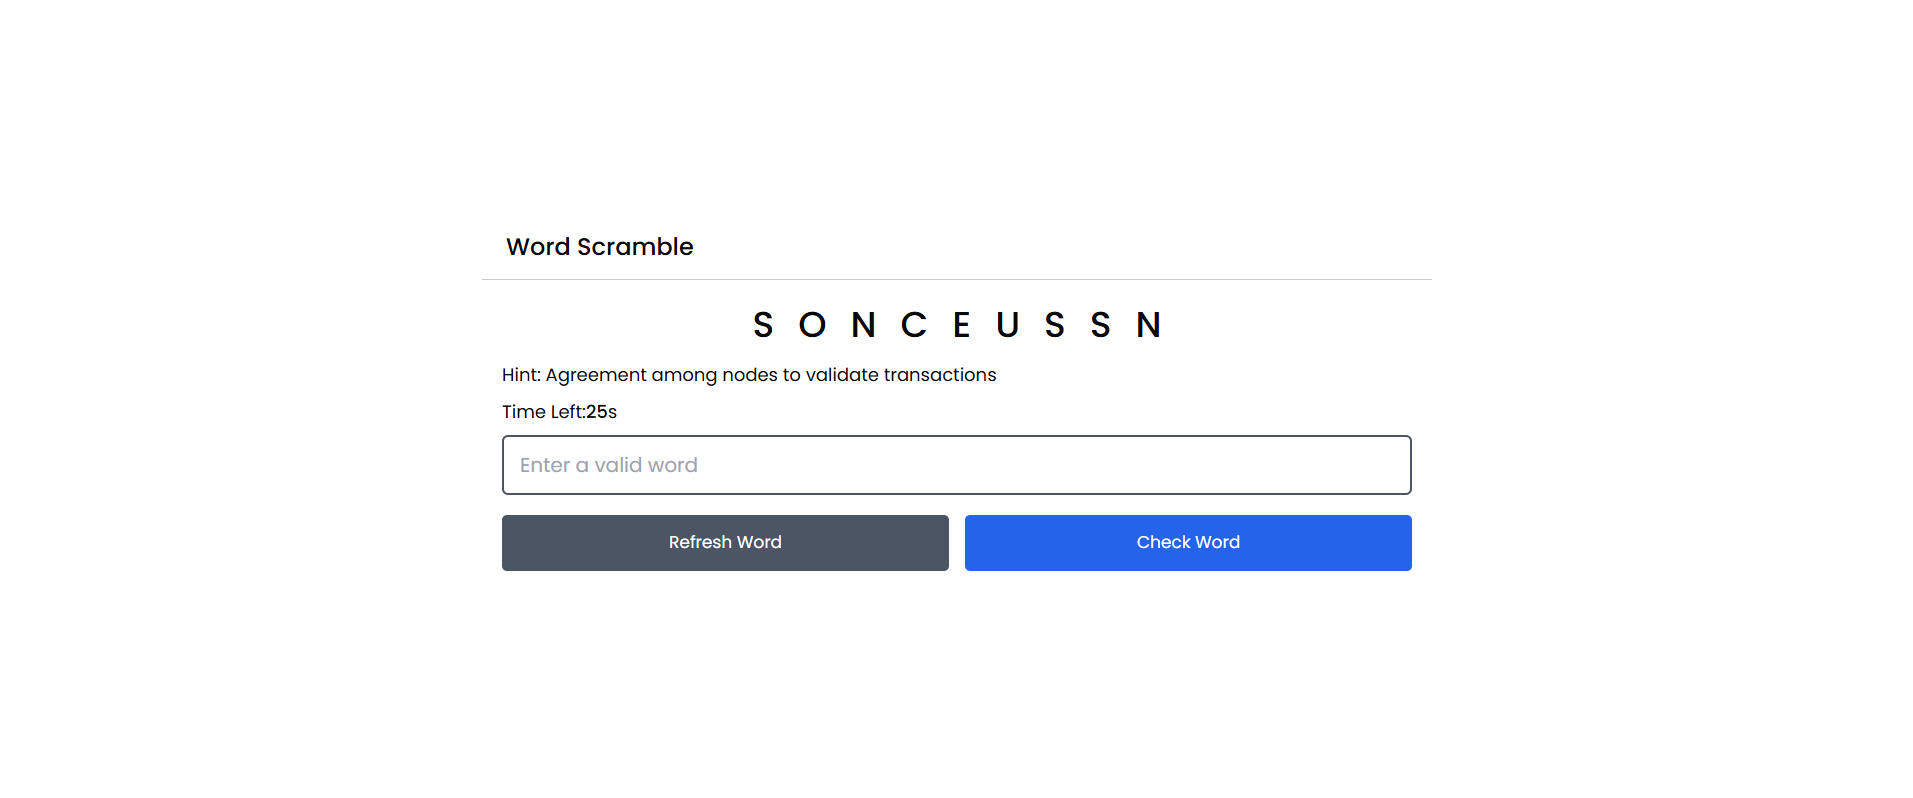 Word Scramble
S O N C E U S S N
Hint: Agreement among nodes to validate transactions
Time Left:25s
Enter a valid word
Refresh Word
Check Word